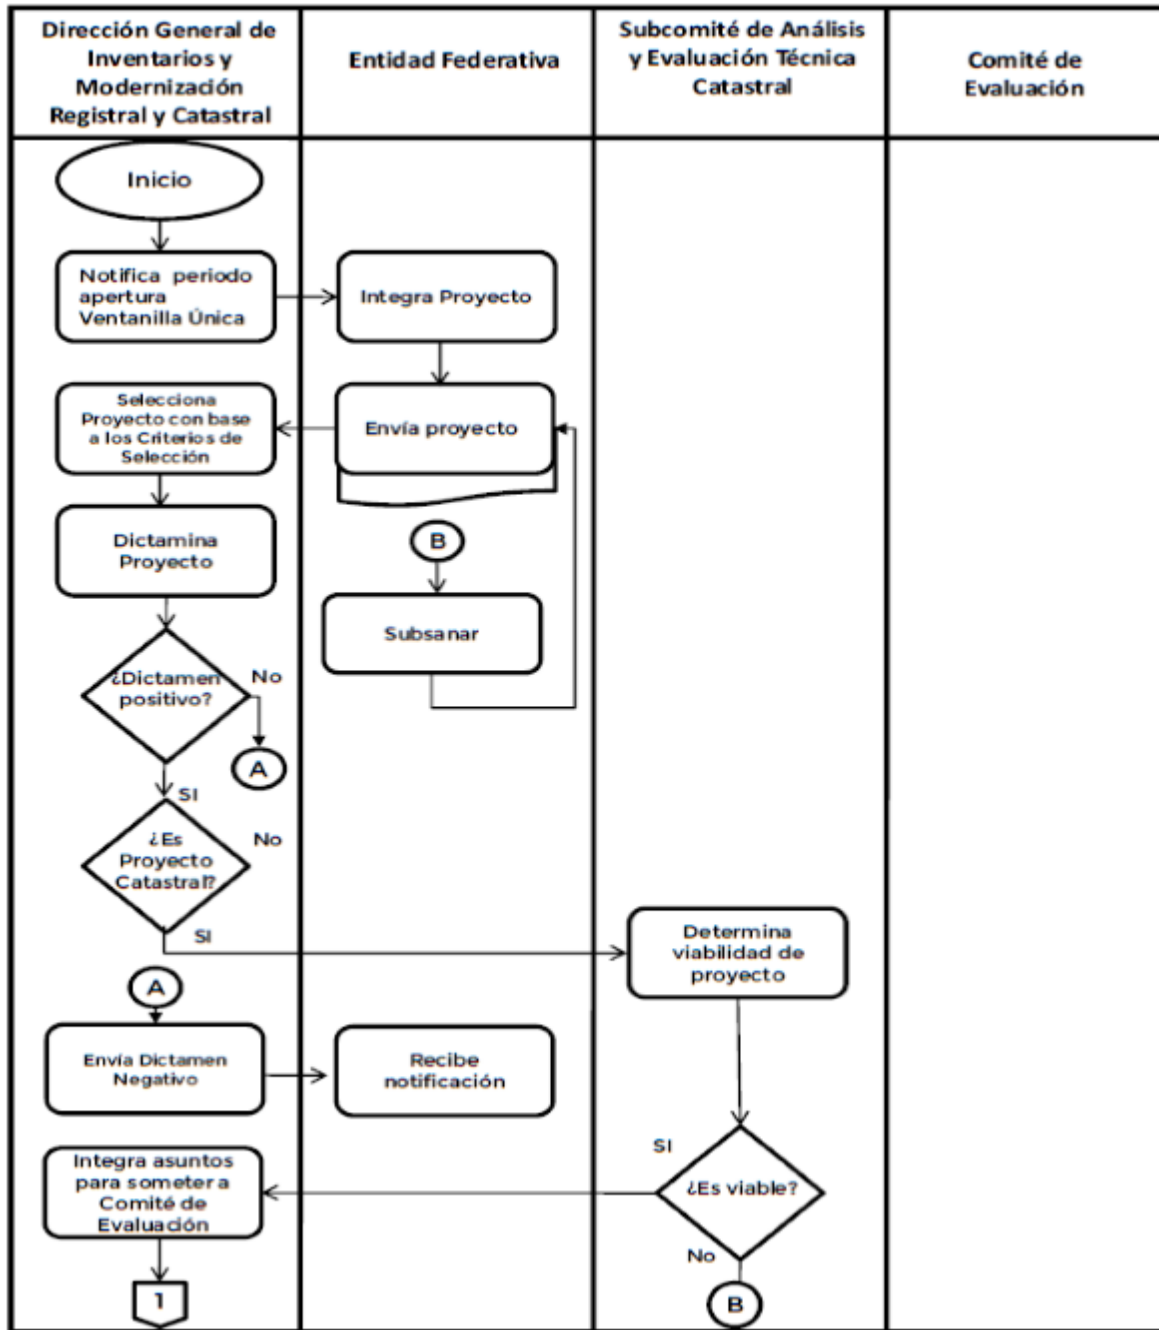 Dirección General de
Inventarios y
Modernización
Registral y Catastral
Entidad Federativa
Subcomité de Análisis
y Evaluación Técnica
Catastral
Comité de
Evaluación
Inicio
Notifica periodo
apertura
Ventanilla Única
Integra Proyecto
Selecciona
Proyecto con base
a los Criterios de
Selección
Envía proyecto
Dictamina
Proyecto
B
Subsanar
¿Dictamen
positivo?
No
A
SI
¿Es
Proyecto
Catastral?
No
SI
Determina
viabilidad de
proyecto
A
Envía Dictamen
Negativo
Recibe
notificación
Integra asuntos
para someter a
Comité de
Evaluación
SI
¿Es viable?
No
1
B